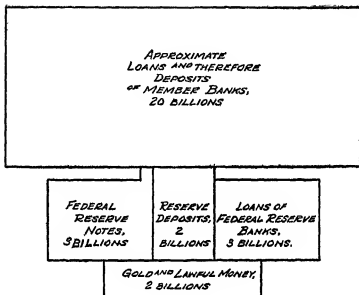 APPROXIMATE
LOANS AND THEREFORE
DEPOSITS
OF MEMBER BANKS,
20 BILLIONS
FEDERAL
RESERVE
NOTES,
3 BILLIONS
RESERVE
DEPOSITS,
2
BILLIONS
LOANS OF
FEDERAL RESERVE
BANKS,
3 BILLIONS.
GOLD AND LAWFUL MONEY,
2 BILLIONS